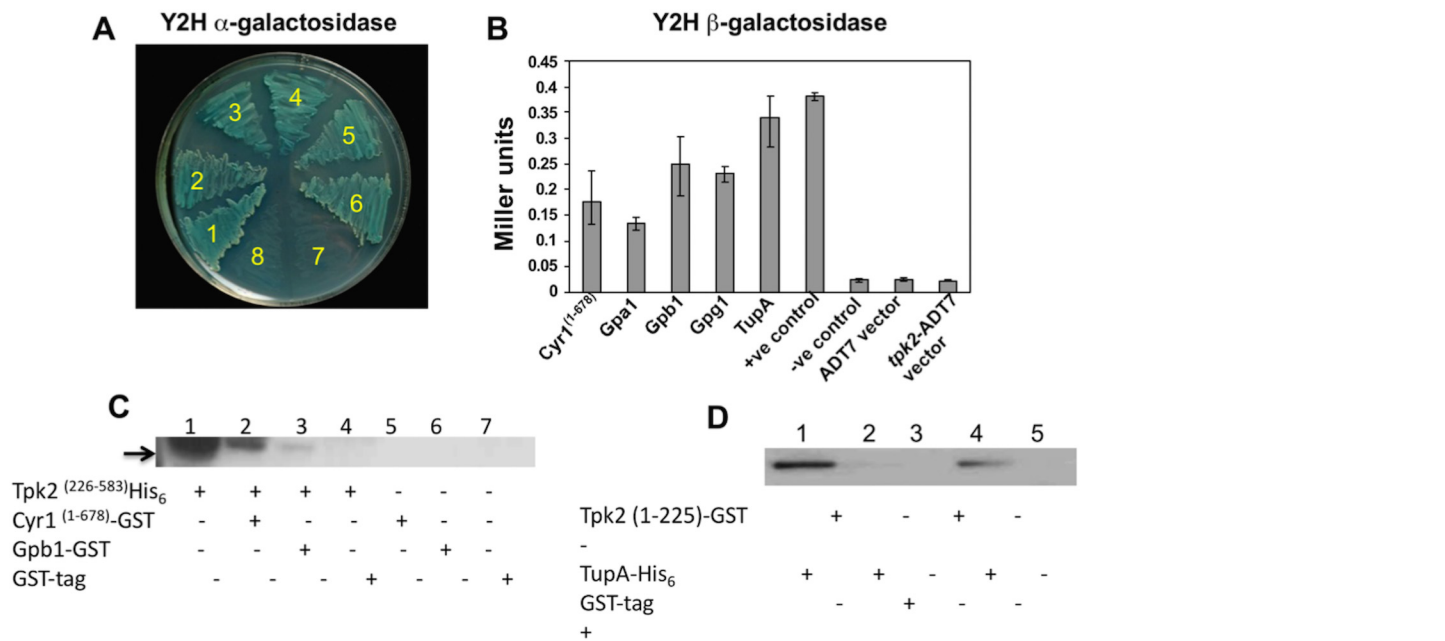 A
Y2H α-galactosidase
1
2
3
4
5
6
7
8
B
Y2H β-galactosidase
Miller units
0.45
0.4
0.35
0.3
0.25
0.2
0.15
0.1
0.05
0
Cyr1(1-678)
Gpa1
Gpb1
Gpg1
TupA
+ve control
-ve control
ADT7 vector
tpk2-ADT7
vector
C
1 2 3 4 5 6 7
Tpk2 (226-583)His6 + + + + - - -
Cyr1 (1-678)-GST - + - - + - -
Gpb1-GST - - + - - + -
GST-tag - - - + - - +
D
1 2 3 4 5
Tpk2 (1-225)-GST + - + -
-
TupA-His6 + + - + -
GST-tag - + - -
+